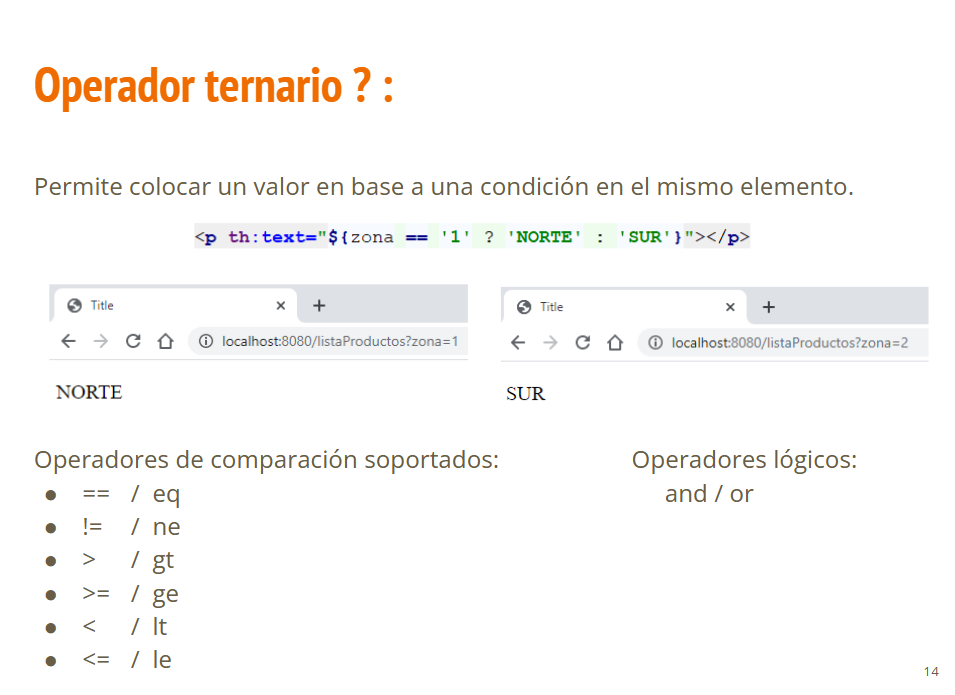 Operador ternario ? :
Permite colocar un valor en base a una condición en el mismo elemento.
<p th:text="${zona == '1' ? 'NORTE' : 'SUR'}"></p>
Title
localhost:8080/listaProductos?zona=1
NORTE
Title
localhost:8080/listaProductos?zona=2
SUR
Operadores de comparación soportados:
● == / eq
● != / ne
● > / gt
● >= / ge
● < / lt
● <= / le
Operadores lógicos:
and / or
14